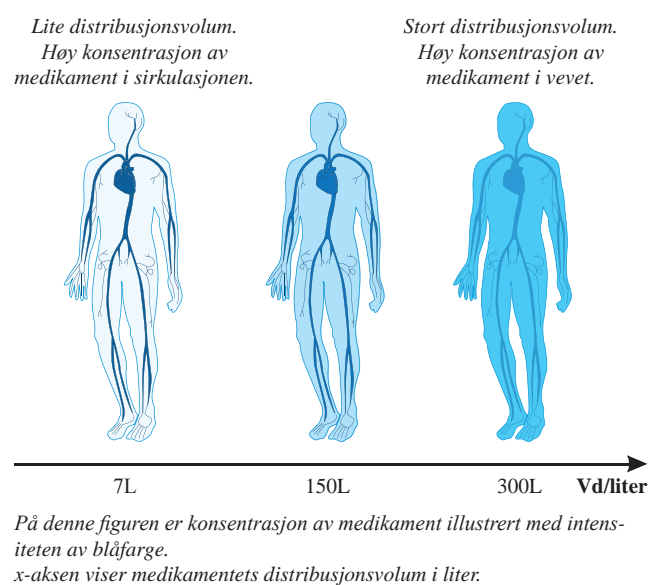 Lite distribusjonsvolum.
Høy konsentrasjon av
medikament i sirkulasjonen.
Stort distribusjonsvolum.
Høy konsentrasjon av
medikament i vevet.
7L 150L 300L Vd/liter
På denne figuren er konsentrasjon av medikament illustrert med intens-
iteten av blåfarge.
x-aksen viser medikamentets distribusjonsvolum i liter.